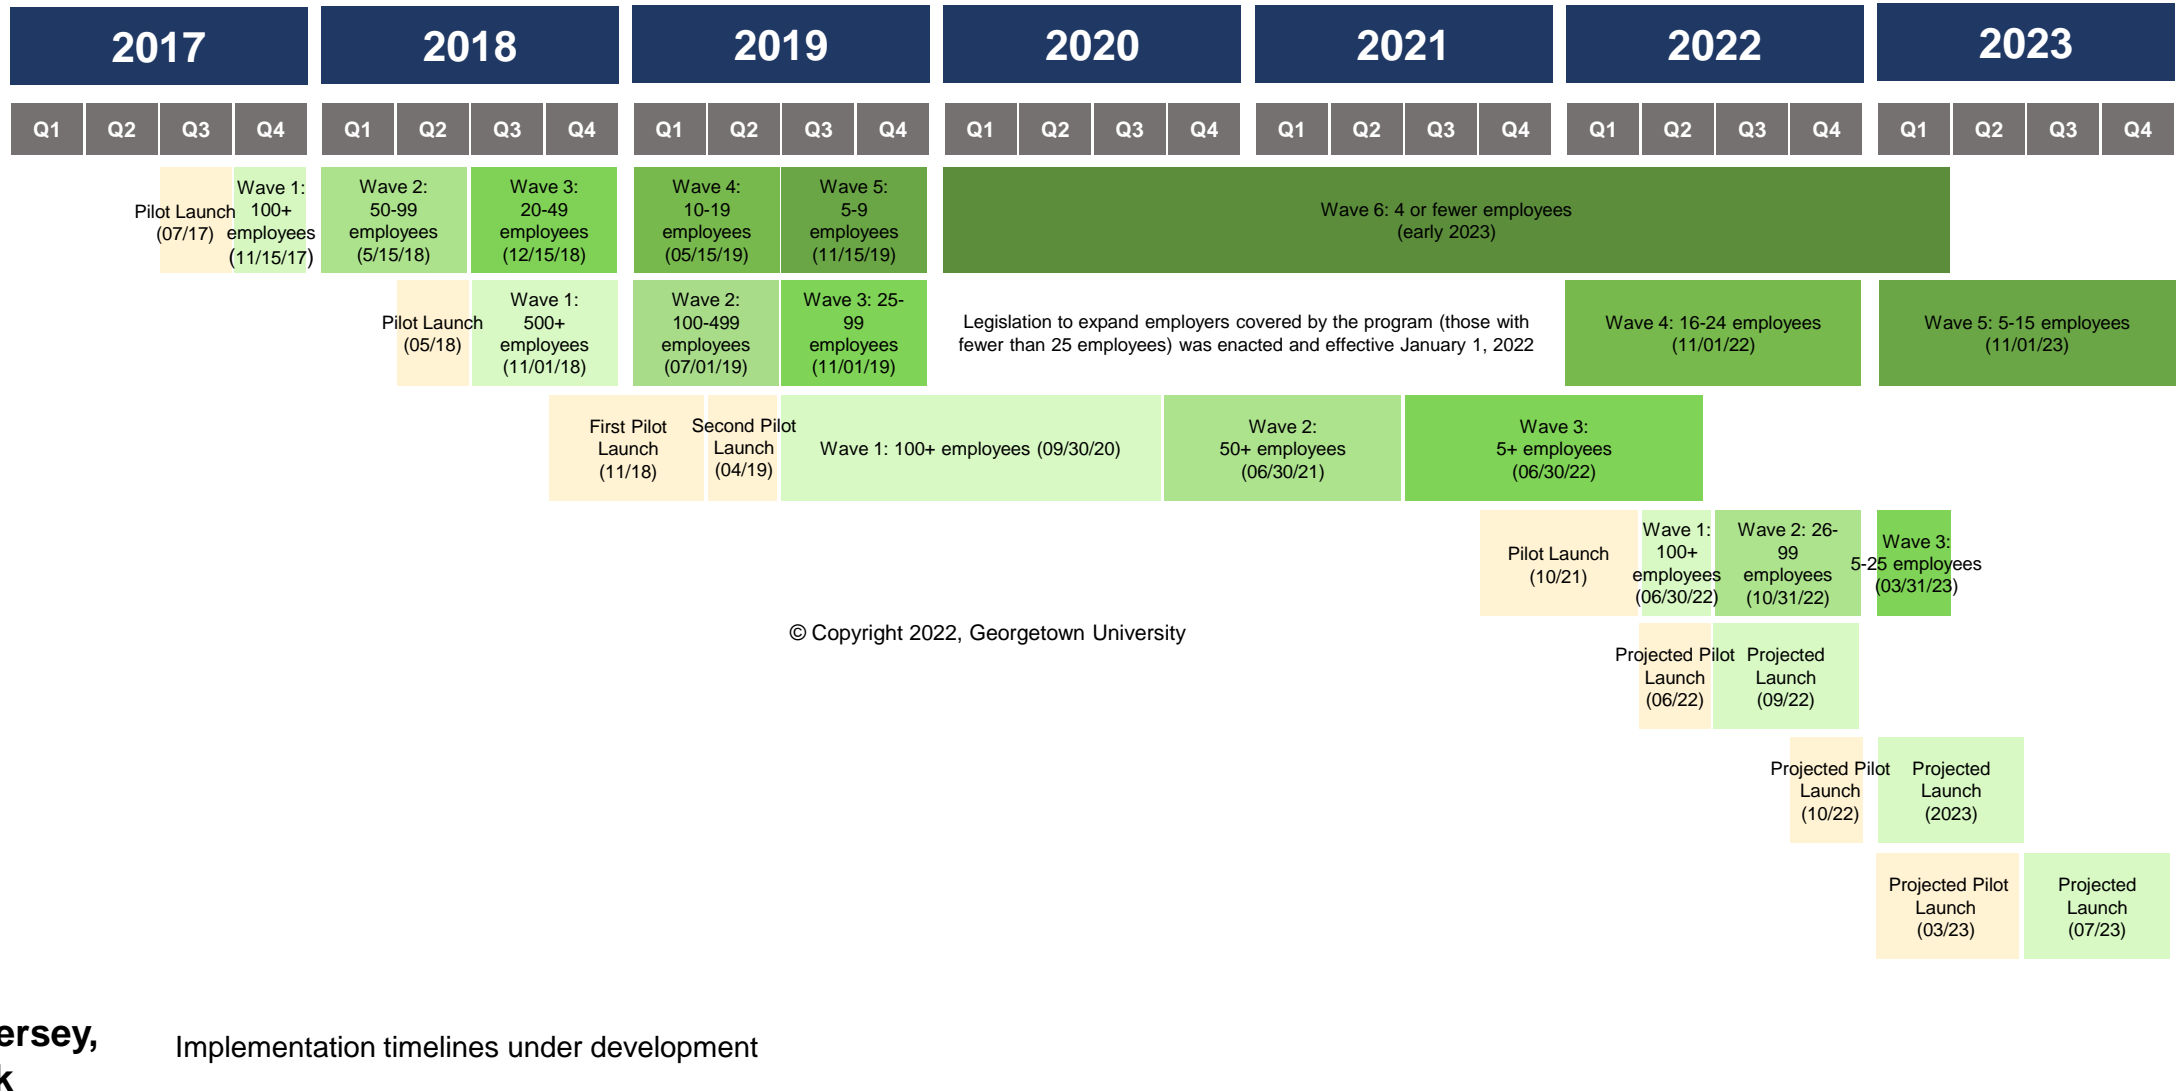 2017
2018
2019
2020
2021
2022
2023
Q1 Q2 Q3 Q4 Q1 Q2 Q3 Q4 Q1 Q2 Q3 Q4 Q1 Q2 Q3 Q4 Q1 Q2 Q3 Q4 Q1 Q2 Q3 Q4 Q1 Q2 Q3 Q4
Pilot Launch
(07/17)
Wave 1:
100+
employees
(11/15/17)
Wave 2:
50-99
employees
(5/15/18)
Wave 3:
20-49
employees
(12/15/18)
Wave 4:
10-19
employees
(05/15/19)
Wave 5:
5-9
employees
(11/15/19)
Wave 6: 4 or fewer employees
(early 2023)
Pilot Launch
(05/18)
Wave 1:
500+
employees
(11/01/18)
Wave 2:
100-499
employees
(07/01/19)
Wave 3: 25-
99
employees
(11/01/19)
Legislation to expand employers covered by the program (those with
fewer than 25 employees) was enacted and effective January 1, 2022
Wave 4: 16-24 employees
(11/01/22)
Wave 5: 5-15 employees
(11/01/23)
First Pilot
Launch
(11/18)
Second Pilot
Launch
(04/19)
Wave 1: 100+ employees (09/30/20)
Wave 2:
50+ employees
(06/30/21)
Wave 3:
5+ employees
(06/30/22)
Pilot Launch
(10/21)
Wave 1:
100+
employees
(06/30/22)
Wave 2: 26-
99
employees
(10/31/22)
Wave 3:
5-25 employees
(03/31/23)
© Copyright 2022, Georgetown University
Projected Pilot
Launch
(06/22)
Projected
Launch
(09/22)
Projected Pilot
Launch
(10/22)
Projected
Launch
(2023)
Projected Pilot
Launch
(03/23)
Projected
Launch
(07/23)
ersey,
k
Implementation timelines under development